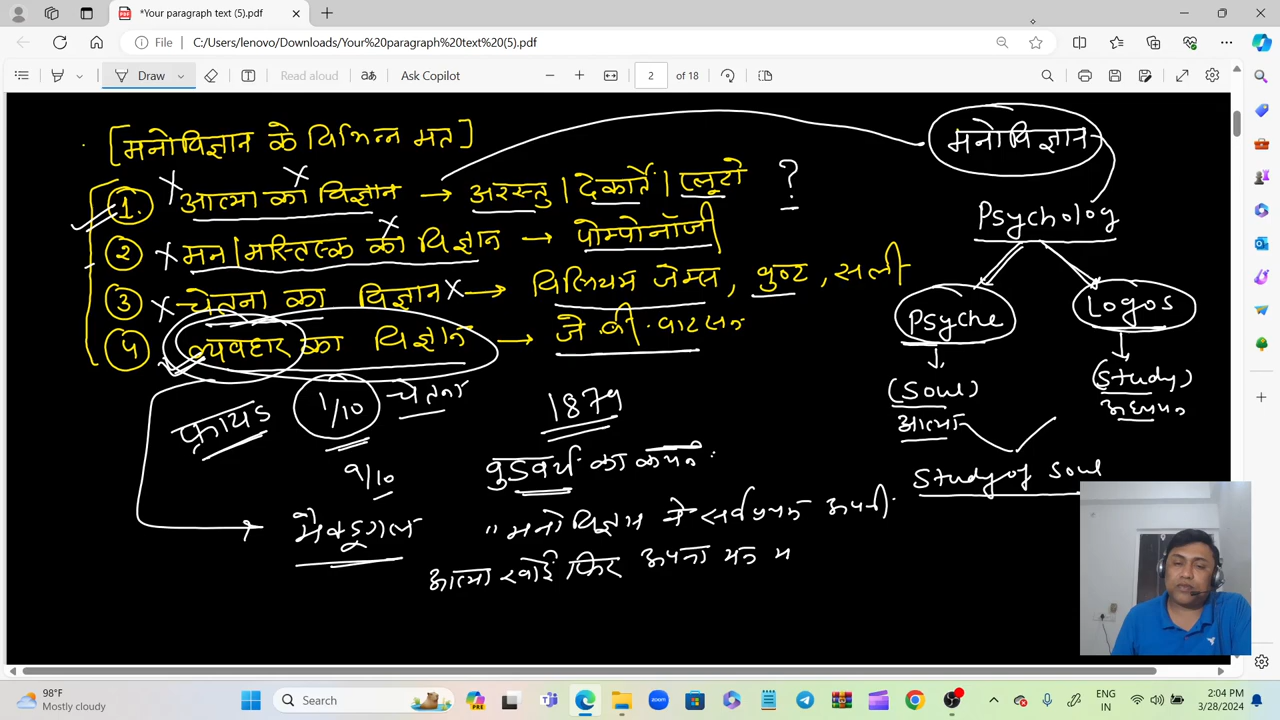 *Your paragraph text (5).pdf
File
C:/Users/lenovo/Downloads/Your%20paragraph%20text%20(5).pdf
Draw
Read aloud
Ask Copilot
2
of 18
[मनोविज्ञान के विभिन्न मत]
1. आत्मा का विज्ञान → अरस्तु | देकार्ते | प्लूटो ?
2 मन | मस्तिस्क का विज्ञान → पोम्पोनॉजी
3 चेतना का विज्ञान → विलियम जेम्स, वुण्ट, सली
4 व्यवहार का विज्ञान → जे. वी. वाटसन
मनोविज्ञान
Psycholog
Psyche
Logos
(Soul)
(Study)
आत्मा
अध्ययन
Study of Soul
फ्रायड
1/10
चेतना
9/10
1879
वुडवर्थ का कथन :
"मनोविज्ञान ने सर्वप्रथम अपनी
आत्मा खोई फिर अपना मन म
मैक्डूगल
98°F
Mostly cloudy
Search
PRE
zoom
ENG
IN
2:04 PM
3/28/2024